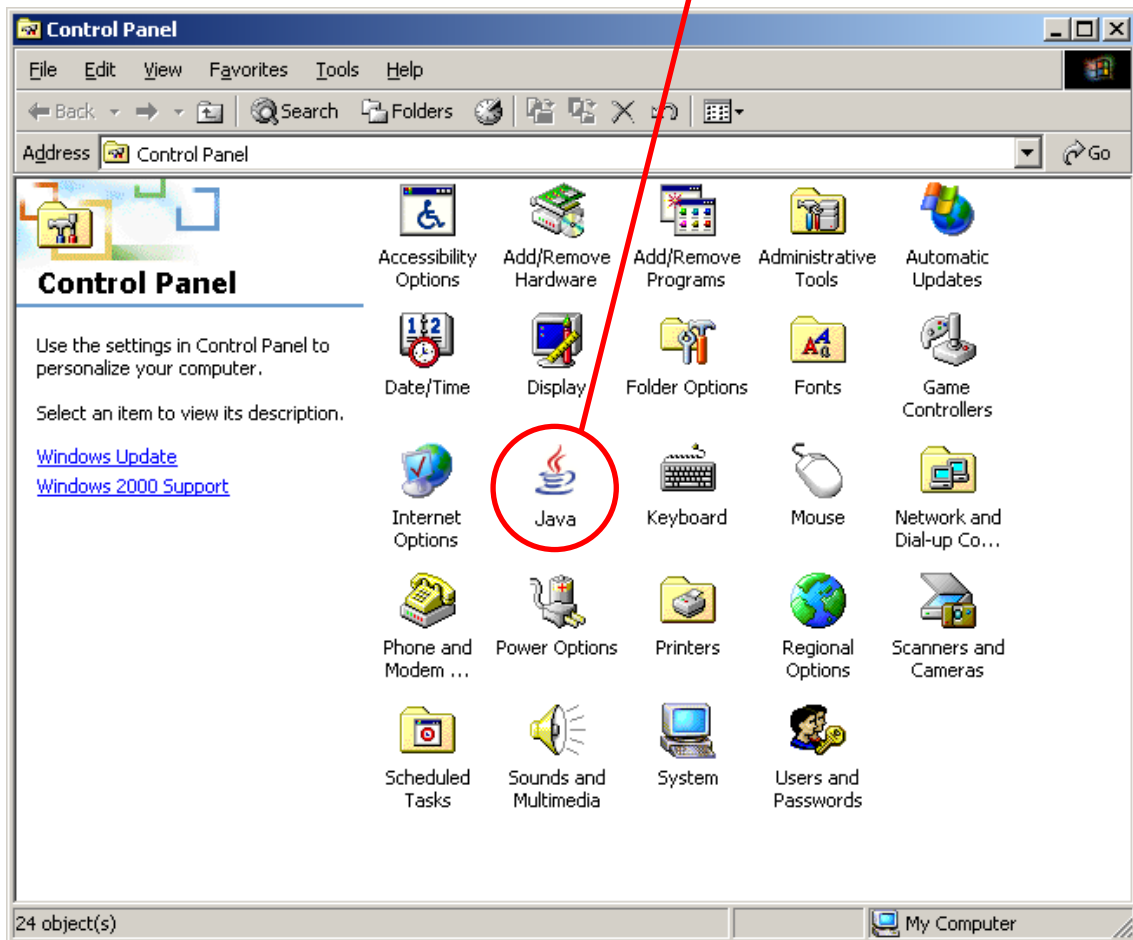 Control Panel
File Edit View Favorites Tools Help
Back Search Folders
Address Control Panel Go
Control Panel
Use the settings in Control Panel to
personalize your computer.
Select an item to view its description.
Windows Update
Windows 2000 Support
Accessibility
Options
Add/Remove
Hardware
Add/Remove
Programs
Administrative
Tools
Automatic
Updates
Date/Time
Display
Folder Options
Fonts
Game
Controllers
Internet
Options
Java
Keyboard
Mouse
Network and
Dial-up Co...
Phone and
Modem ...
Power Options
Printers
Regional
Options
Scanners and
Cameras
Scheduled
Tasks
Sounds and
Multimedia
System
Users and
Passwords
24 object(s) My Computer